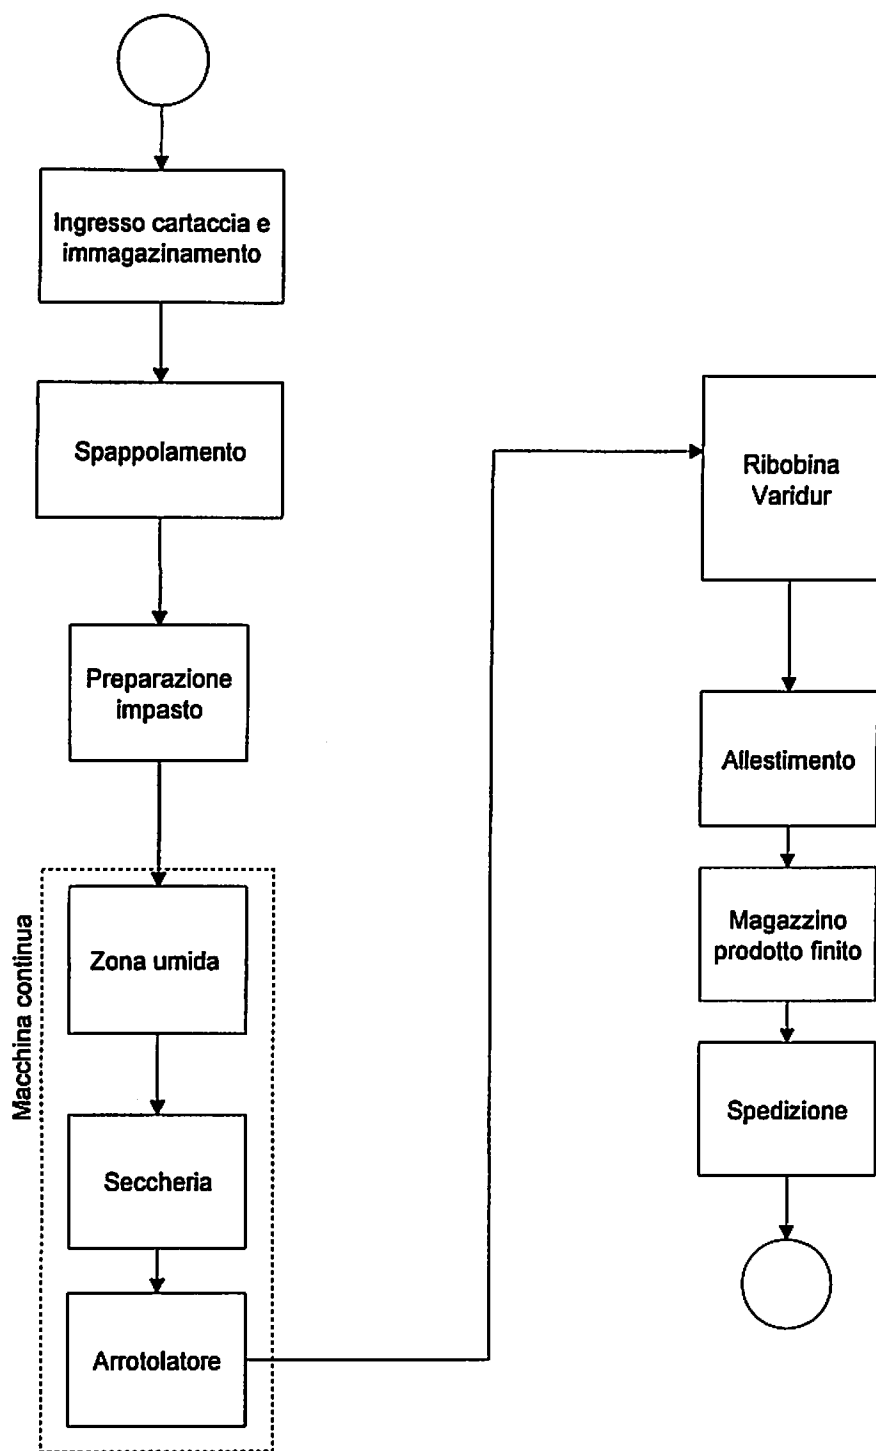 Ingresso cartaccia e
immagazinamento
Spappolamento
Preparazione
impasto
Macchina continua
Zona umida
Seccheria
Arrotolatore
Ribobina
Varidur
Allestimento
Magazzino
prodotto finito
Spedizione